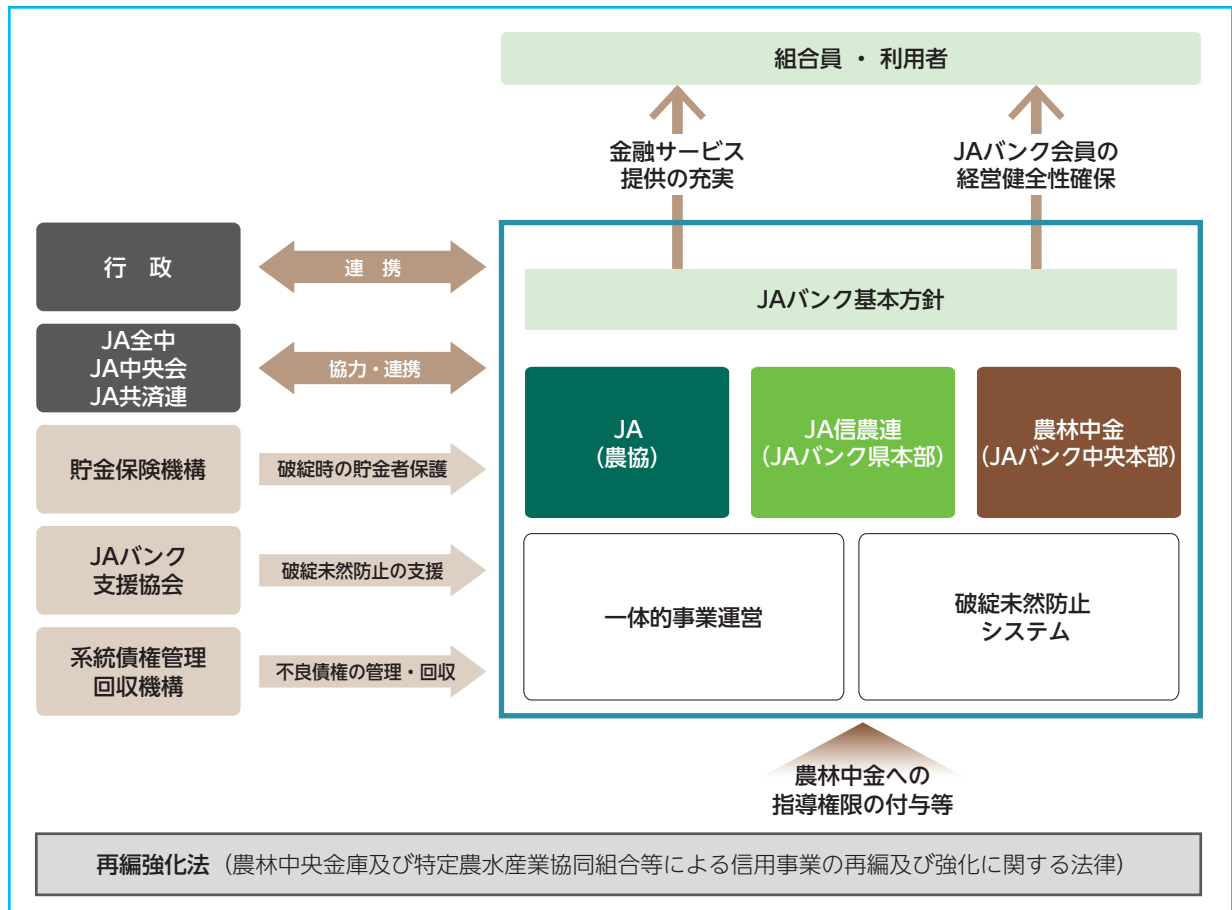 組合員 ・ 利用者
金融サービス
提供の充実
JAバンク会員の
経営健全性確保
行 政
連 携
JAバンク基本方針
JA全中
JA中央会
JA共済連
協力・連携
JA
(農協)
JA信農連
(JAバンク県本部)
農林中金
(JAバンク中央本部)
貯金保険機構
破綻時の貯金者保護
JAバンク
支援協会
破綻未然防止の支援
一体的事業運営
破綻未然防止
システム
系統債権管理
回収機構
不良債権の管理・回収
農林中金への
指導権限の付与等
再編強化法(農林中央金庫及び特定農水産業協同組合等による信用事業の再編及び強化に関する法律)